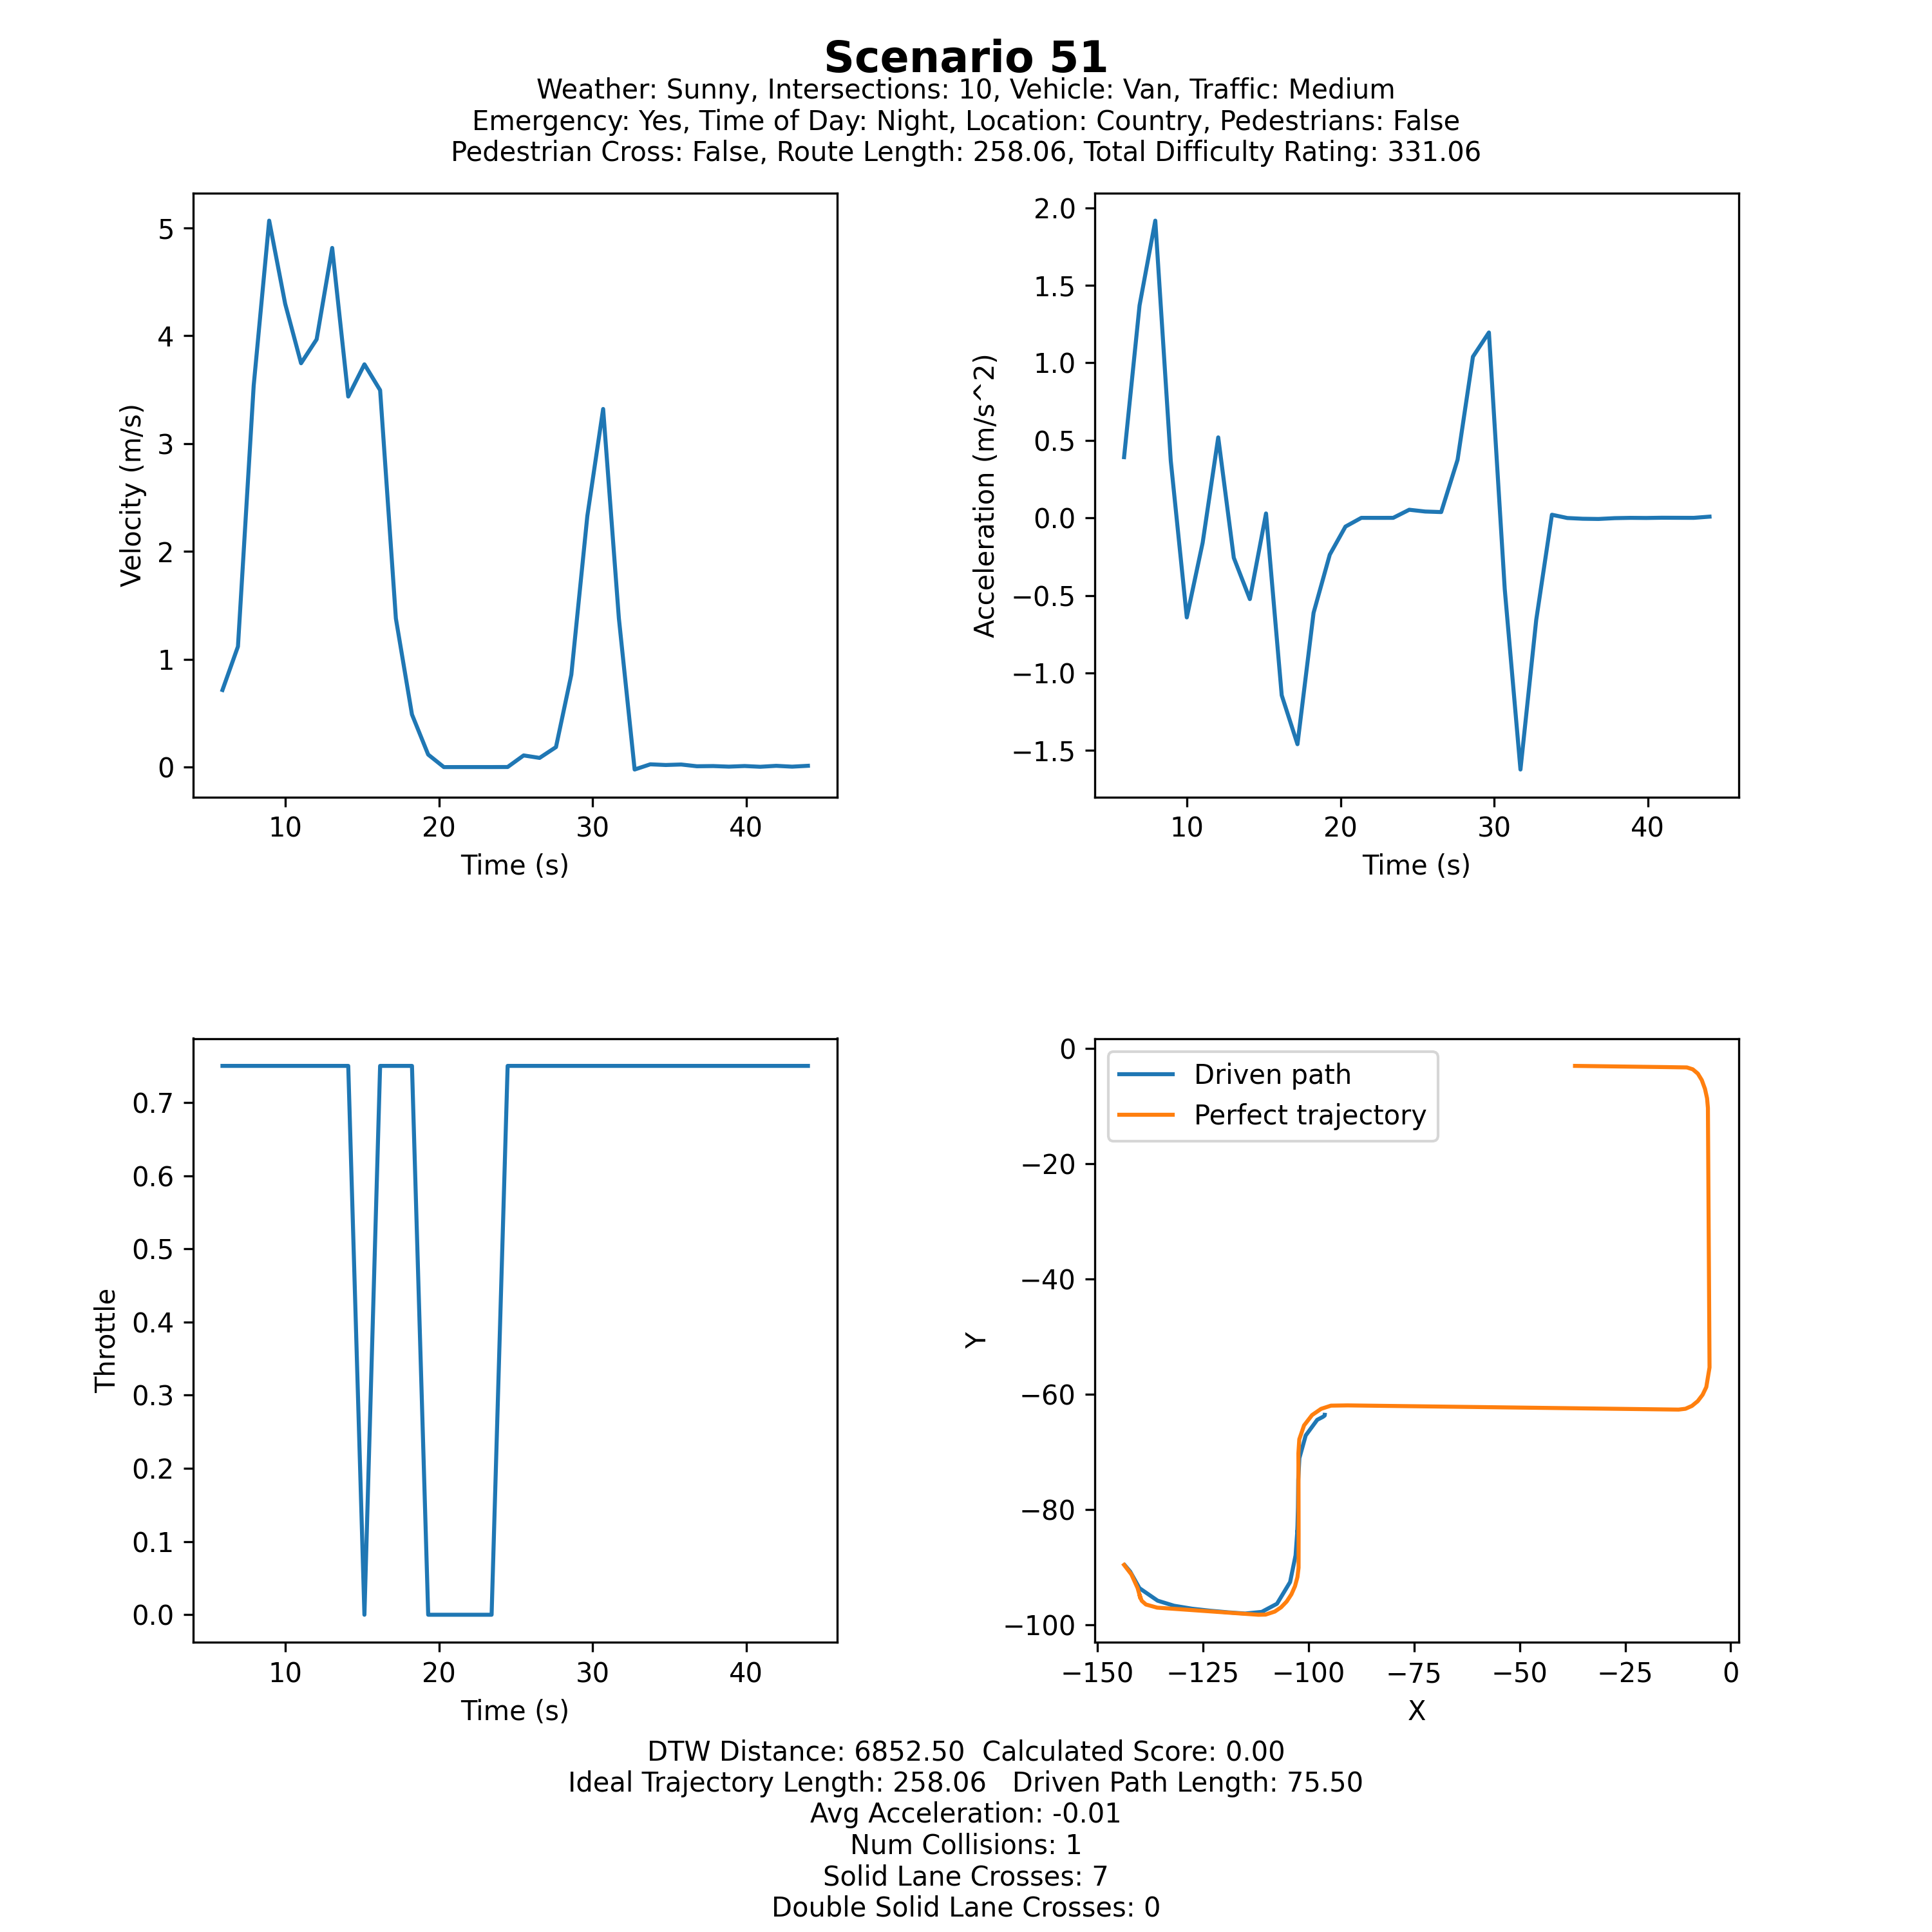 Scenario 51
Weather: Sunny, Intersections: 10, Vehicle: Van, Traffic: Medium
Emergency: Yes, Time of Day: Night, Location: Country, Pedestrians: False
Pedestrian Cross: False, Route Length: 258.06, Total Difficulty Rating: 331.06
5
4
3
2
1
0
Velocity (m/s)
10 20 30 40
Time (s)
2.0
1.5
1.0
0.5
0.0
−0.5
−1.0
−1.5
Acceleration (m/s^2)
10 20 30 40
Time (s)
0.7
0.6
0.5
0.4
0.3
0.2
0.1
0.0
Throttle
10 20 30 40
Time (s)
Driven path
Perfect trajectory
0
−20
−40
−60
−80
−100
Y
−150 −125 −100 −75 −50 −25 0
X
DTW Distance: 6852.50 Calculated Score: 0.00
Ideal Trajectory Length: 258.06 Driven Path Length: 75.50
Avg Acceleration: -0.01
Num Collisions: 1
Solid Lane Crosses: 7
Double Solid Lane Crosses: 0